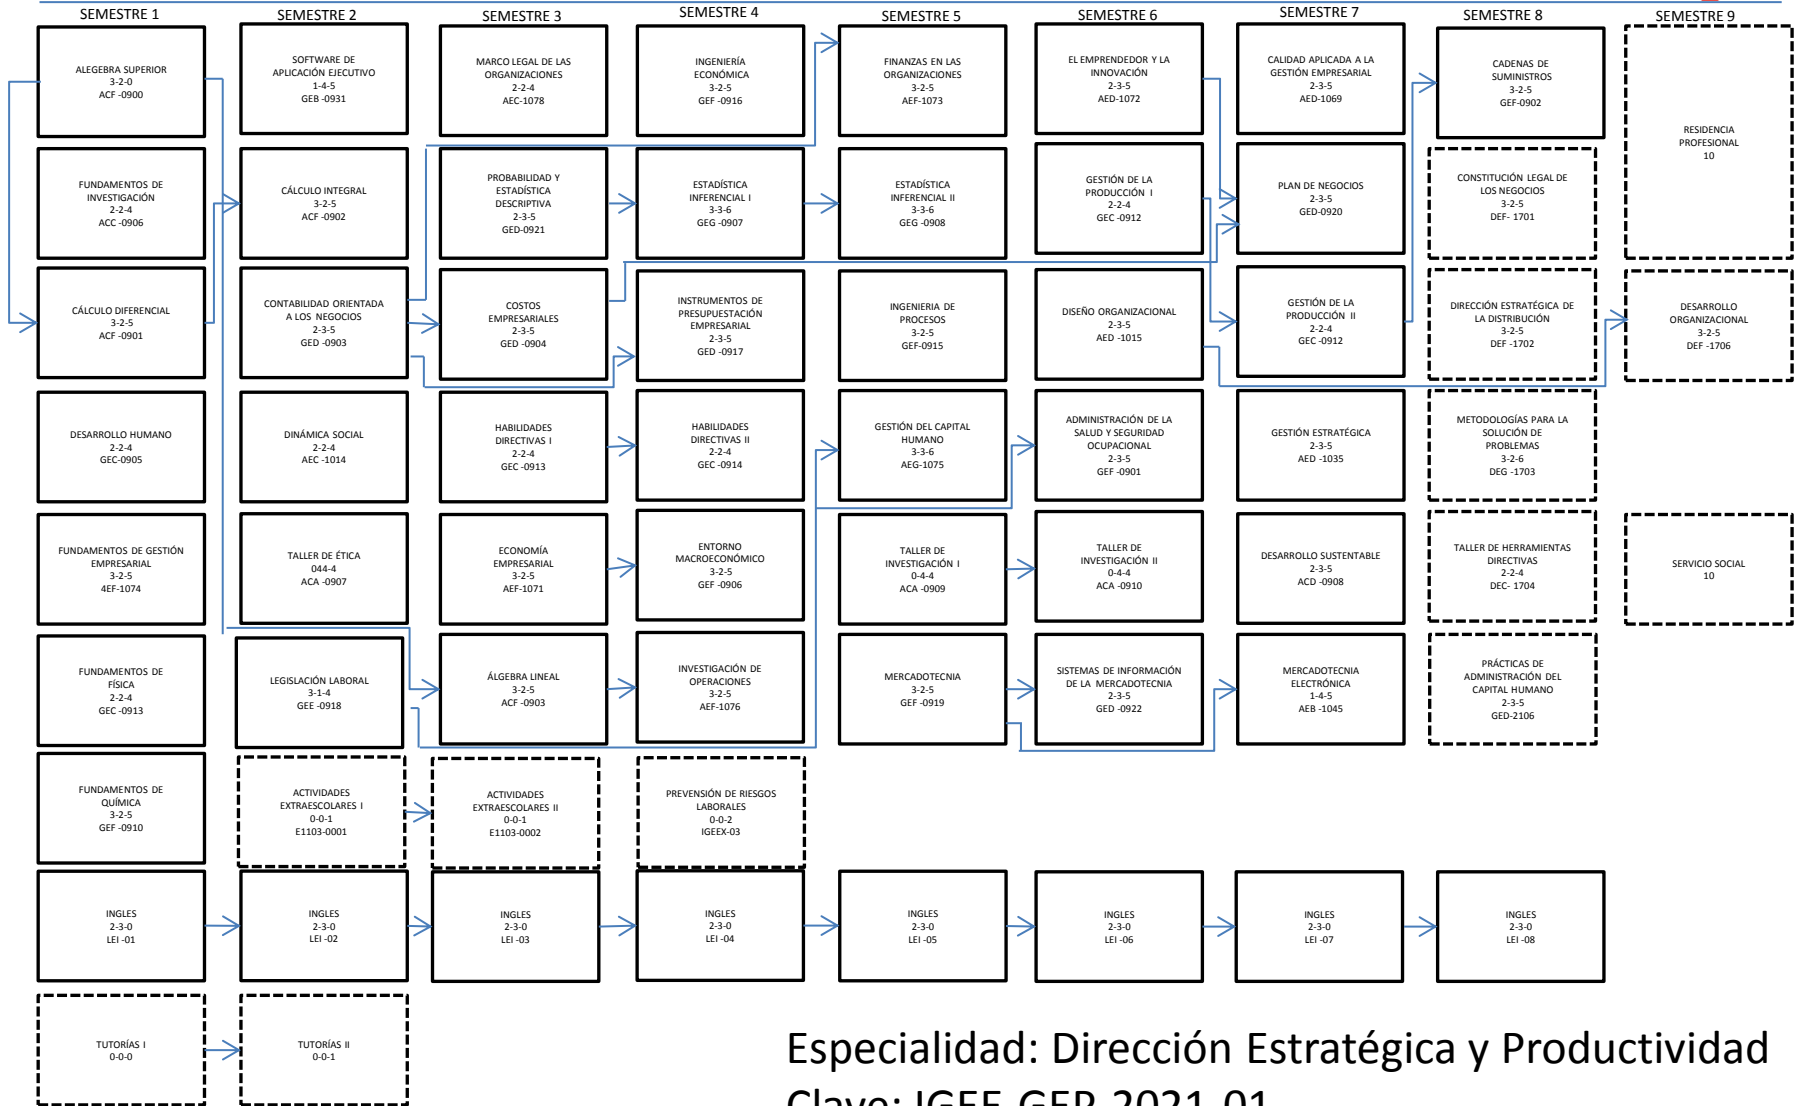 SEMESTRE 1
SEMESTRE 2
SEMESTRE 3
SEMESTRE 4
SEMESTRE 5
SEMESTRE 6
SEMESTRE 7
SEMESTRE 8
SEMESTRE 9
ALEGEBRA SUPERIOR
3-2-0
ACF -0900
SOFTWARE DE
APLICACIÓN EJECUTIVO
1-4-5
GEB -0931
MARCO LEGAL DE LAS
ORGANIZACIONES
2-2-4
AEC-1078
INGENIERÍA
ECONÓMICA
3-2-5
GEF -0916
FINANZAS EN LAS
ORGANIZACIONES
3-2-5
AEF-1073
EL EMPRENDEDOR Y LA
INNOVACIÓN
2-3-5
AED-1072
CALIDAD APLICADA A LA
GESTIÓN EMPRESARIAL
2-3-5
AED-1069
CADENAS DE
SUMINISTROS
3-2-5
GEF-0902
RESIDENCIA
PROFESIONAL
10
FUNDAMENTOS DE
INVESTIGACIÓN
2-2-4
ACC -0906
CÁLCULO INTEGRAL
3-2-5
ACF -0902
PROBABILIDAD Y
ESTADÍSTICA
DESCRIPTIVA
2-3-5
GED-0921
ESTADÍSTICA
INFERENCIAL I
3-3-6
GEG -0907
ESTADÍSTICA
INFERENCIAL II
3-3-6
GEG -0908
GESTIÓN DE LA
PRODUCCIÓN I
2-2-4
GEC -0912
PLAN DE NEGOCIOS
2-3-5
GED-0920
CONSTITUCIÓN LEGAL DE
LOS NEGOCIOS
3-2-5
DEF- 1701
CÁLCULO DIFERENCIAL
3-2-5
ACF -0901
CONTABILIDAD ORIENTADA
A LOS NEGOCIOS
2-3-5
GED -0903
COSTOS
EMPRESARIALES
2-3-5
GED -0904
INSTRUMENTOS DE
PRESUPUESTACIÓN
EMPRESARIAL
2-3-5
GED -0917
INGENIERIA DE
PROCESOS
3-2-5
GEF-0915
DISEÑO ORGANIZACIONAL
2-3-5
AED -1015
GESTIÓN DE LA
PRODUCCIÓN II
2-2-4
GEC -0912
DIRECCIÓN ESTRATÉGICA DE
LA DISTRIBUCIÓN
3-2-5
DEF -1702
DESARROLLO
ORGANIZACIONAL
3-2-5
DEF -1706
DESARROLLO HUMANO
2-2-4
GEC-0905
DINÁMICA SOCIAL
2-2-4
AEC -1014
HABILIDADES
DIRECTIVAS I
2-2-4
GEC -0913
HABILIDADES
DIRECTIVAS II
2-2-4
GEC -0914
GESTIÓN DEL CAPITAL
HUMANO
3-3-6
AEG-1075
ADMINISTRACIÓN DE LA
SALUD Y SEGURIDAD
OCUPACIONAL
2-3-5
GEF -0901
GESTIÓN ESTRATÉGICA
2-3-5
AED -1035
METODOLOGÍAS PARA LA
SOLUCIÓN DE
PROBLEMAS
3-2-6
DEG -1703
FUNDAMENTOS DE GESTIÓN
EMPRESARIAL
3-2-5
4EF-1074
TALLER DE ÉTICA
044-4
ACA -0907
ECONOMÍA
EMPRESARIAL
3-2-5
AEF-1071
ENTORNO
MACROECONÓMICO
3-2-5
GEF -0906
TALLER DE
INVESTIGACIÓN I
0-4-4
ACA -0909
TALLER DE
INVESTIGACIÓN II
0-4-4
ACA -0910
DESARROLLO SUSTENTABLE
2-3-5
ACD -0908
TALLER DE HERRAMIENTAS
DIRECTIVAS
2-2-4
DEC- 1704
SERVICIO SOCIAL
10
FUNDAMENTOS DE
FÍSICA
2-2-4
GEC -0913
LEGISLACIÓN LABORAL
3-1-4
GEE -0918
ÁLGEBRA LINEAL
3-2-5
ACF -0903
INVESTIGACIÓN DE
OPERACIONES
3-2-5
AEF-1076
MERCADOTECNIA
3-2-5
GEF -0919
SISTEMAS DE INFORMACIÓN
DE LA MERCADOTECNIA
2-3-5
GED -0922
MERCADOTECNIA
ELECTRÓNICA
1-4-5
AEB -1045
PRÁCTICAS DE
ADMINISTRACIÓN DEL
CAPITAL HUMANO
2-3-5
GED-2106
FUNDAMENTOS DE
QUÍMICA
3-2-5
GEF -0910
ACTIVIDADES
EXTRAESCOLARES I
0-0-1
E1103-0001
ACTIVIDADES
EXTRAESCOLARES II
0-0-1
E1103-0002
PREVENSIÓN DE RIESGOS
LABORALES
0-0-2
IGEEX-03
INGLES
2-3-0
LEI -01
INGLES
2-3-0
LEI -02
INGLES
2-3-0
LEI -03
INGLES
2-3-0
LEI -04
INGLES
2-3-0
LEI -05
INGLES
2-3-0
LEI -06
INGLES
2-3-0
LEI -07
INGLES
2-3-0
LEI -08
TUTORÍAS I
0-0-0
TUTORÍAS II
0-0-1
Especialidad: Dirección Estratégica y Productividad
Clave: IGEE-GEP-2021-01